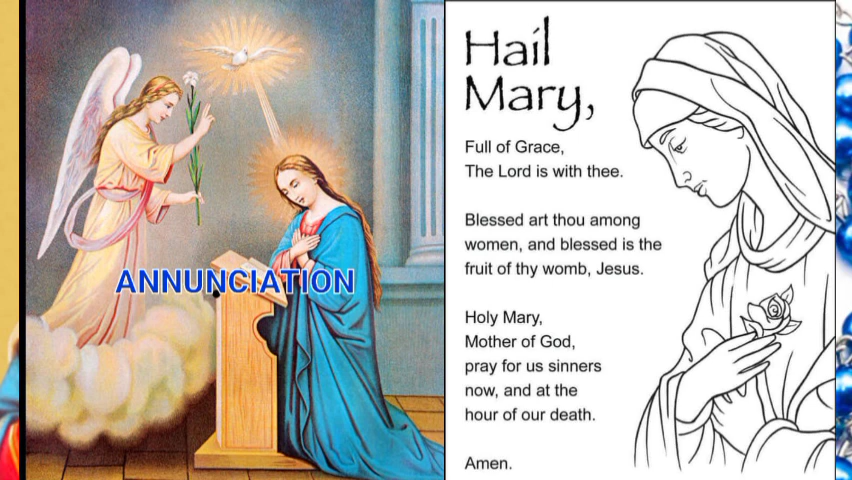 ANNUNCIATION
Hail
Mary,
Full of Grace,
The Lord is with thee.
Blessed art thou among
women, and blessed is the
fruit of thy womb, Jesus.
Holy Mary,
Mother of God,
pray for us sinners
now, and at the
hour of our death.
Amen.